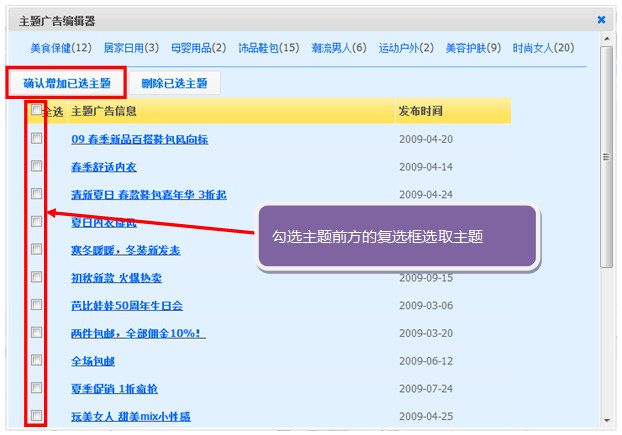 主题广告编辑器
美食保健(12) 居家日用(3) 母婴用品(2) 饰品鞋包(15) 潮流男人(6) 运动户外(2) 美容护肤(9) 时尚女人(20)
确认增加已选主题 删除已选主题
全选 主题广告信息 发布时间
09 春季新品百搭鞋包风向标 2009-04-20
春季舒适内衣 2009-04-14
清新夏日 春款鞋包嘉年华 3折起 2009-04-24
夏日内衣旋风
勾选主题前方的复选框选取主题
寒冬暖暖，冬装新发表
初秋新款 火爆热卖 2009-09-15
芭比娃娃50周年生日会 2009-03-06
两件包邮，全部佣金10%！ 2009-03-20
全场包邮 2009-06-12
夏季促销 1折疯抢 2009-07-24
玩美女人 甜美mix小性感 2009-04-25